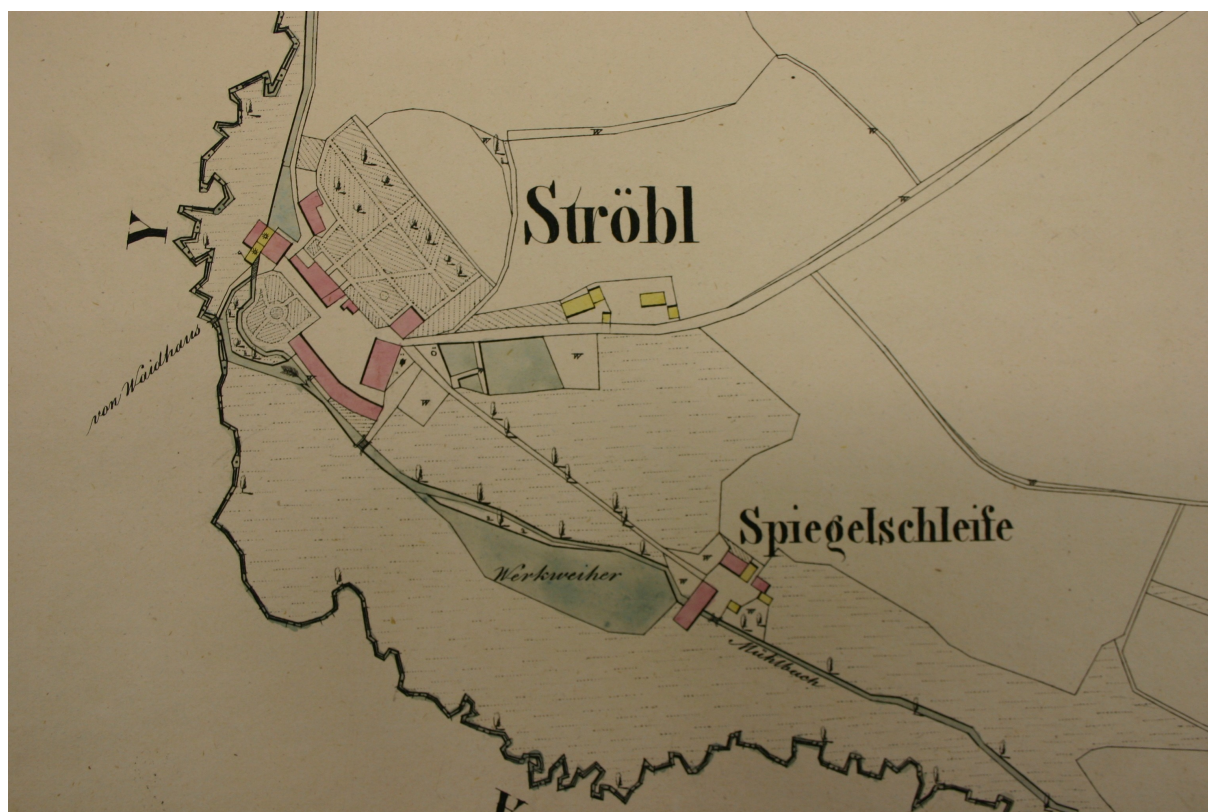 Y
Ströbl
von Waidhaus
Spiegelschleife
Werkweiher
Mühlbach